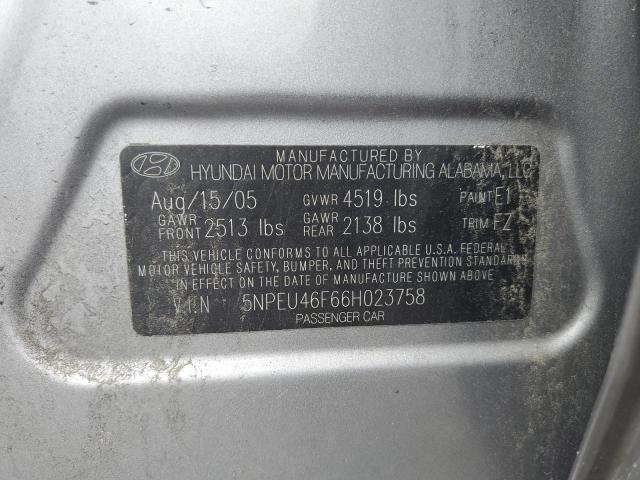 MANUFACTURED BY
HYUNDAI MOTOR MANUFACTURING ALABAMA, LLC
Aug/15/05 GVWR 4519 lbs PAINT E1
GAWR FRONT 2513 lbs GAWR REAR 2138 lbs TRIM FZ
THIS VEHICLE CONFORMS TO ALL APPLICABLE U.S.A. FEDERAL
MOTOR VEHICLE SAFETY, BUMPER, AND THEFT PREVENTION STANDARDS
IN EFFECT ON THE DATE OF MANUFACTURE SHOWN ABOVE
V.I.N 5NPEU46F66H023758
PASSENGER CAR